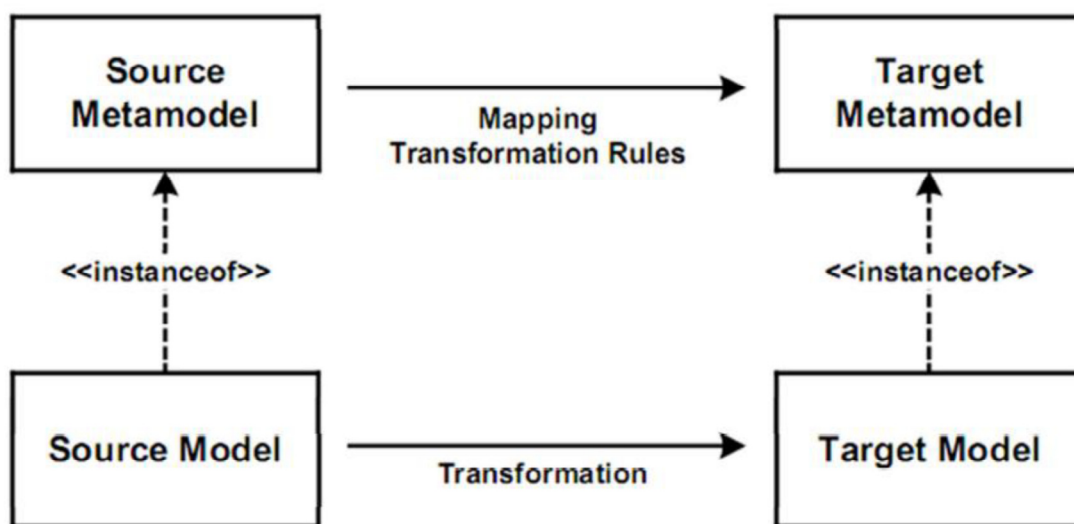 Source
Metamodel
Mapping
Transformation Rules
Target
Metamodel
<<instanceof>>
<<instanceof>>
Source Model
Transformation
Target Model